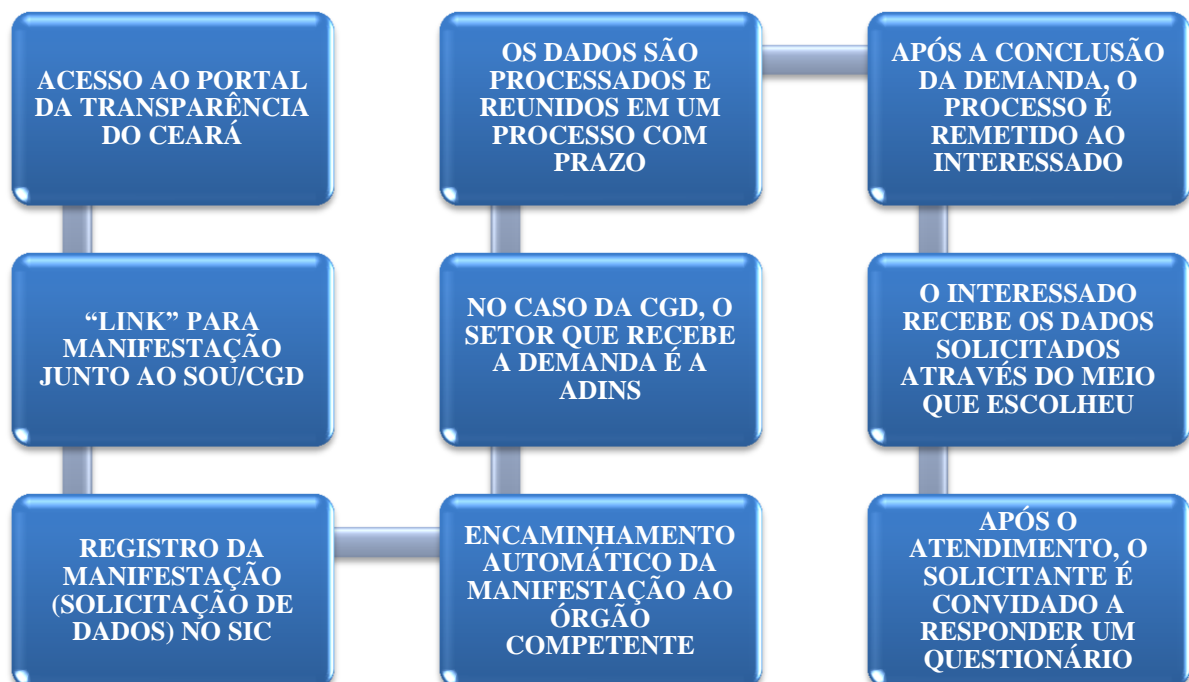 ACESSO AO PORTAL
DA TRANSPARÊNCIA
DO CEARÁ
“LINK” PARA
MANIFESTAÇÃO
JUNTO AO SOU/CGD
REGISTRO DA
MANIFESTAÇÃO
(SOLICITAÇÃO DE
DADOS) NO SIC
ENCAMINHAMENTO
AUTOMÁTICO DA
MANIFESTAÇÃO AO
ÓRGÃO
COMPETENTE
NO CASO DA CGD, O
SETOR QUE RECEBE
A DEMANDA É A
ADINS
OS DADOS SÃO
PROCESSADOS E
REUNIDOS EM UM
PROCESSO COM
PRAZO
APÓS A CONCLUSÃO
DA DEMANDA, O
PROCESSO É
REMETIDO AO
INTERESSADO
O INTERESSADO
RECEBE OS DADOS
SOLICITADOS
ATRAVÉS DO MEIO
QUE ESCOLHEU
APÓS O
ATENDIMENTO, O
SOLICITANTE É
CONVIDADO A
RESPONDER UM
QUESTIONÁRIO